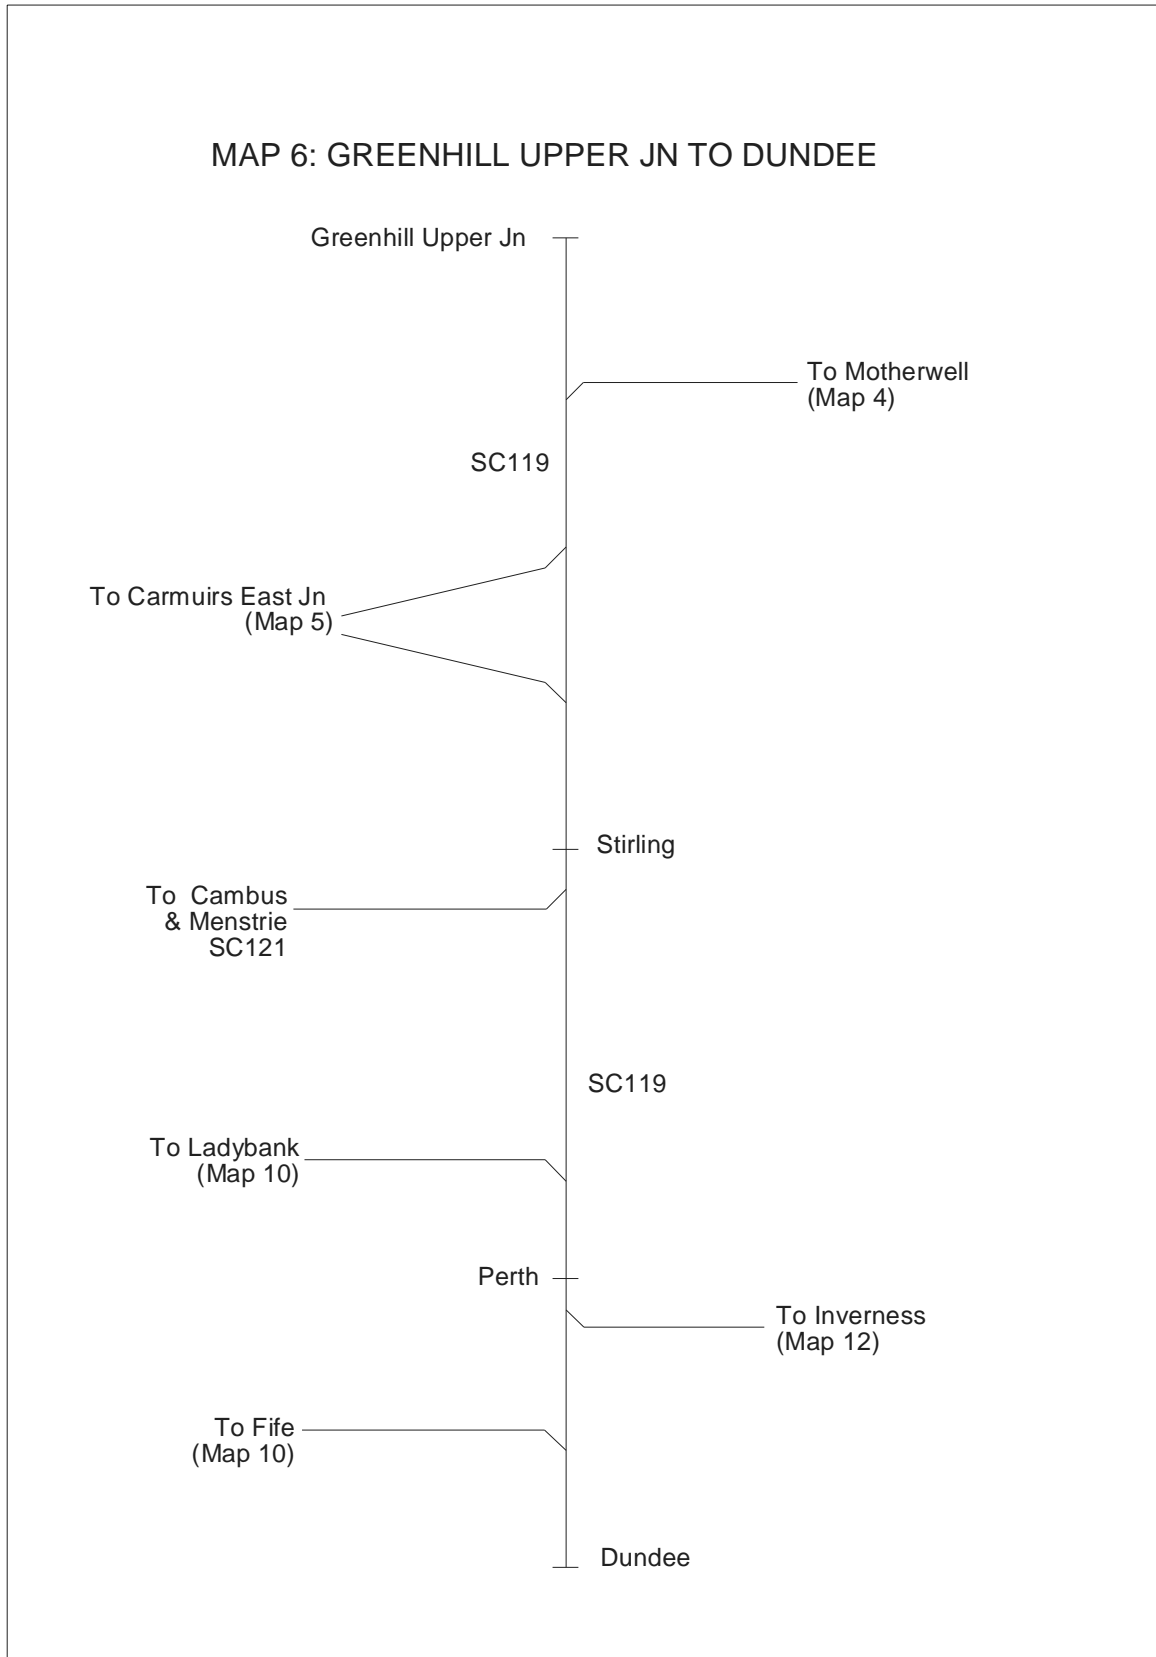 MAP 6: GREENHILL UPPER JN TO DUNDEE
Greenhill Upper Jn
To Motherwell
(Map 4)
SC119
To Carmuirs East Jn
(Map 5)
Stirling
To Cambus
& Menstrie
SC121
SC119
To Ladybank
(Map 10)
Perth
To Inverness
(Map 12)
To Fife
(Map 10)
Dundee